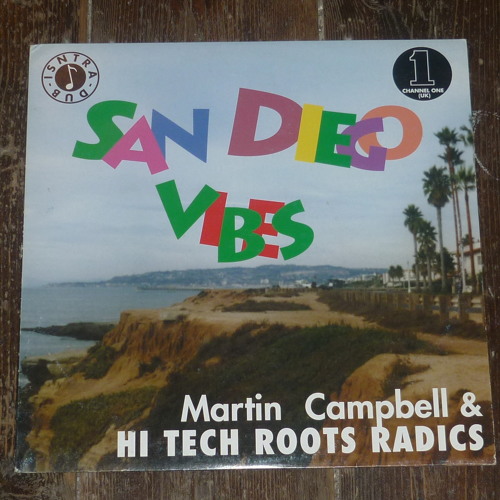 ISNTRA DUB
1
CHANNEL ONE
(UK)
SAN DIEGO
VIBES
Martin Campbell &
HI TECH ROOTS RADICS